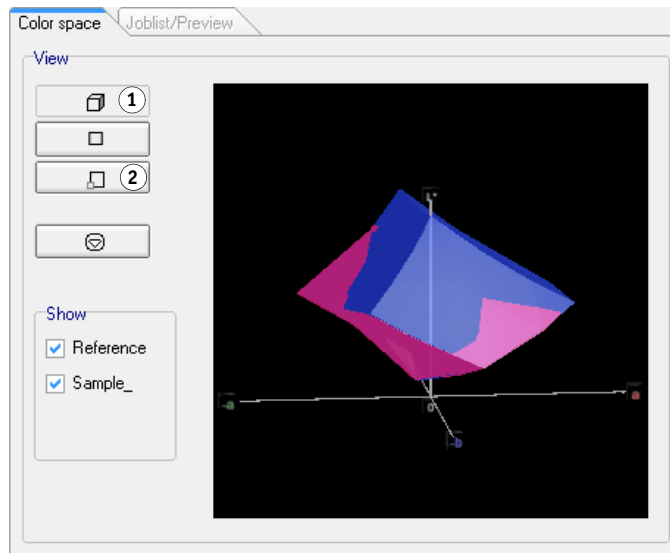 Color space Joblist/Preview
View
1
2
Show
Reference
Sample_
L*
-a
a
0
-b